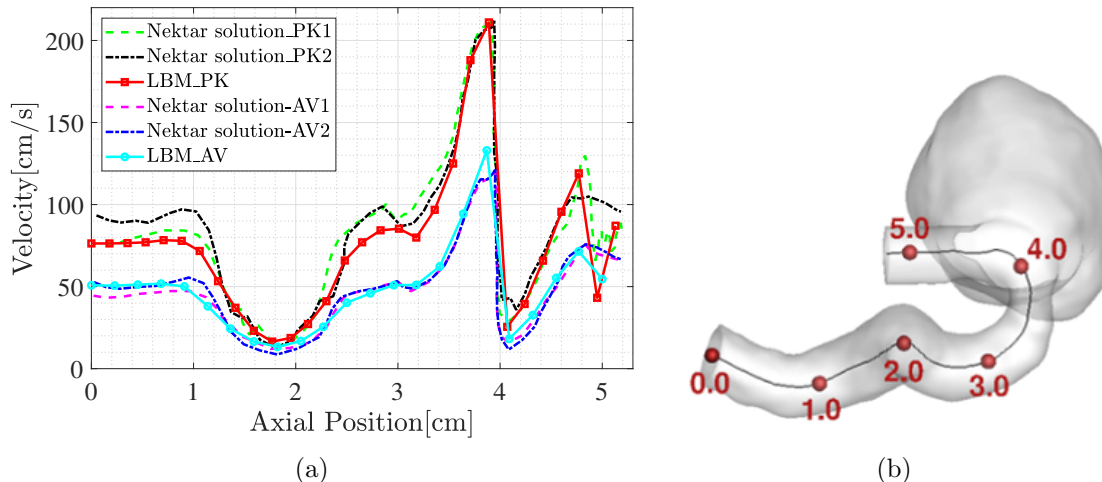 Velocity[cm/s]
200
150
100
50
0
Nektar solution_PK1
Nektar solution_PK2
LBM_PK
Nektar solution-AV1
Nektar solution-AV2
LBM_AV
0 1 2 3 4 5
Axial Position[cm]
(a)
5.0 4.0
0.0 1.0 2.0 3.0
(b)